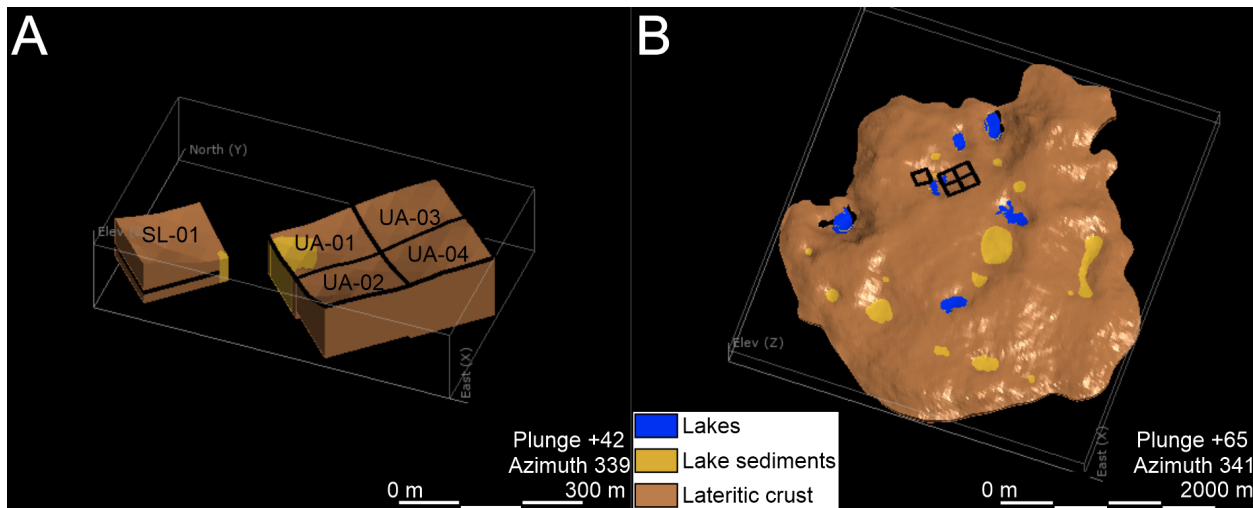 A
North (Y)
Elev (
SL-01
UA-01
UA-03
UA-02
UA-04
East (X)
Plunge +42
Azimuth 339
0 m 300 m
B
Elev (Z)
East (X)
Lakes
Lake sediments
Lateritic crust
Plunge +65
Azimuth 341
0 m 2000 m